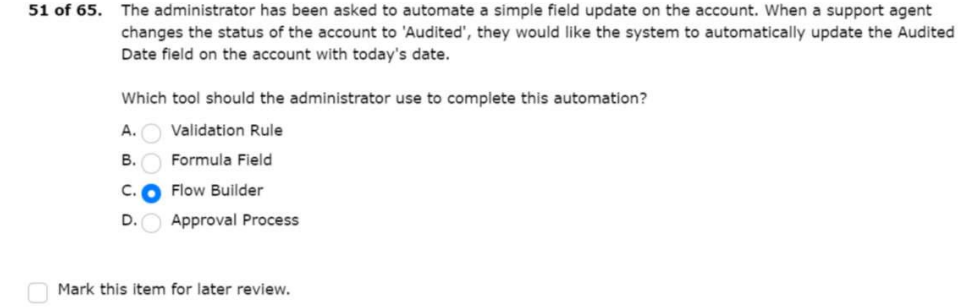 51 of 65. The administrator has been asked to automate a simple field update on the account. When a support agent
changes the status of the account to 'Audited', they would like the system to automatically update the Audited
Date field on the account with today's date.
Which tool should the administrator use to complete this automation?
A. Validation Rule
B. Formula Field
C. Flow Builder
D. Approval Process
Mark this item for later review.